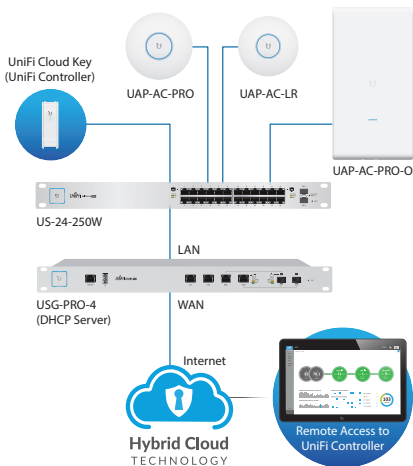 UniFi Cloud Key
(UniFi Controller)
UAP-AC-PRO
UAP-AC-LR
UAP-AC-PRO-O
US-24-250W
LAN
USG-PRO-4
(DHCP Server)
WAN
Internet
Hybrid Cloud
TECHNOLOGY
103
Remote Access to
UniFi Controller